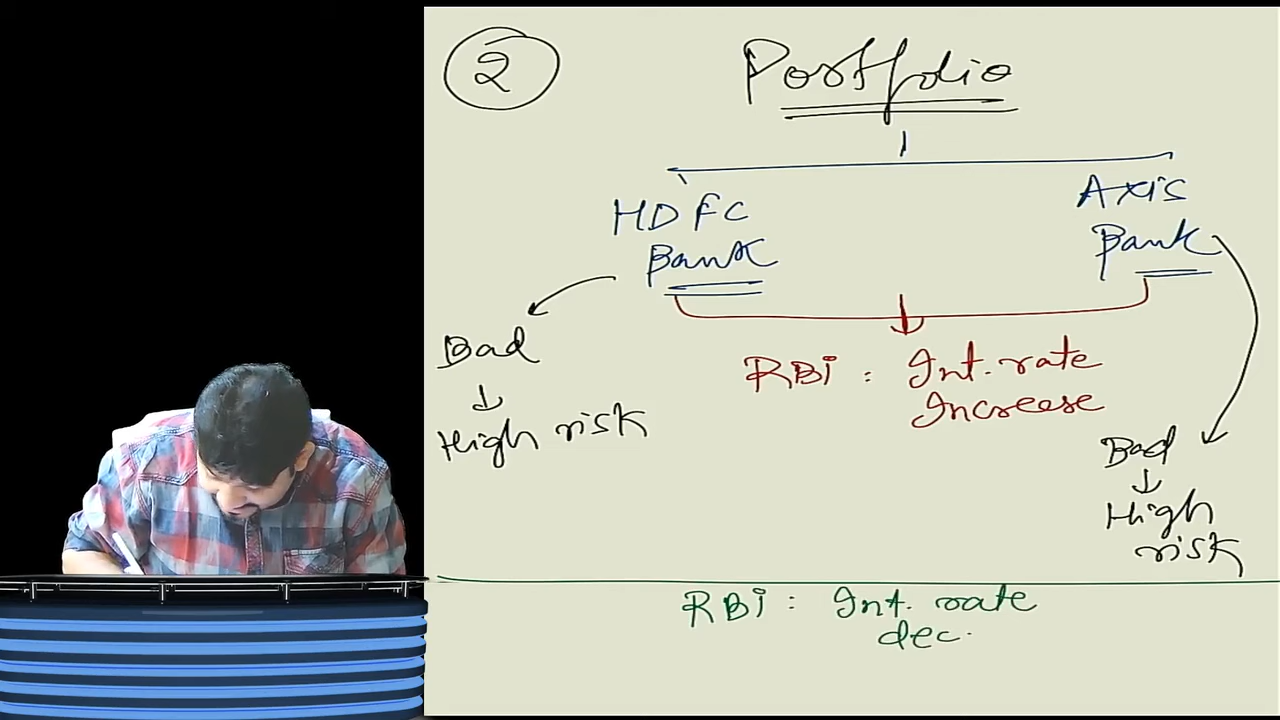 2
Portfolio
HDFC
Bank
Axis
Bank
Bad
↓
High risk
RBI : Int. rate
Increase
Bad
↓
High
risk
RBI : Int. rate
dec.